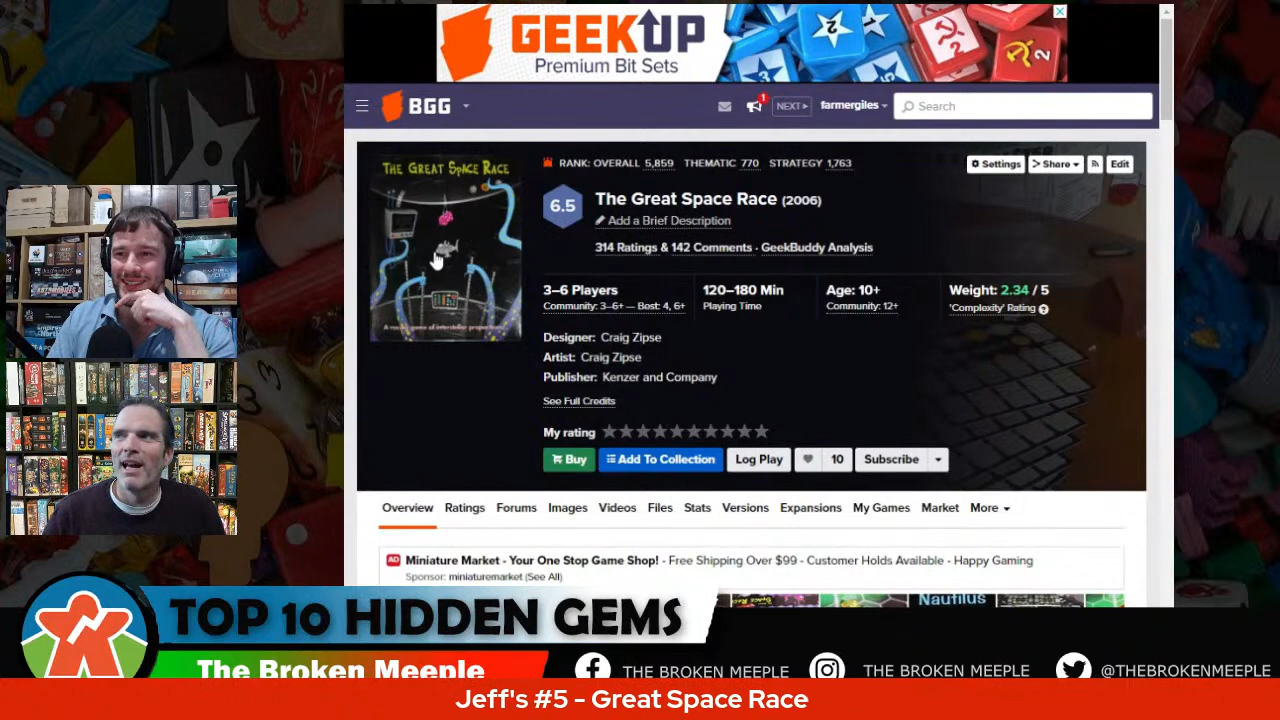 GEEKUP
Premium Bit Sets
BGG
1
NEXT
farmergiles
Search
THE GREAT SPACE RACE
RANK: OVERALL 5,859 THEMATIC 770 STRATEGY 1,763
Settings
Share
Edit
6.5
The Great Space Race (2006)
Add a Brief Description
314 Ratings & 142 Comments · GeekBuddy Analysis
3–6 Players
Community: 3–6+ — Best: 4, 6+
120–180 Min
Playing Time
Age: 10+
Community: 12+
Weight: 2.34 / 5
'Complexity' Rating
Designer: Craig Zipse
Artist: Craig Zipse
Publisher: Kenzer and Company
See Full Credits
My rating
Buy
Add To Collection
Log Play
10
Subscribe
Overview Ratings Forums Images Videos Files Stats Versions Expansions My Games Market More
AD Miniature Market - Your One Stop Game Shop! - Free Shipping Over $99 - Customer Holds Available - Happy Gaming
Sponsor: miniaturemarket (See All)
Nautilus
TOP 10 HIDDEN GEMS
The Broken Meeple
THE BROKEN MEEPLE
THE BROKEN MEEPLE
@THEBROKENMEEPLE
Jeff's #5 - Great Space Race